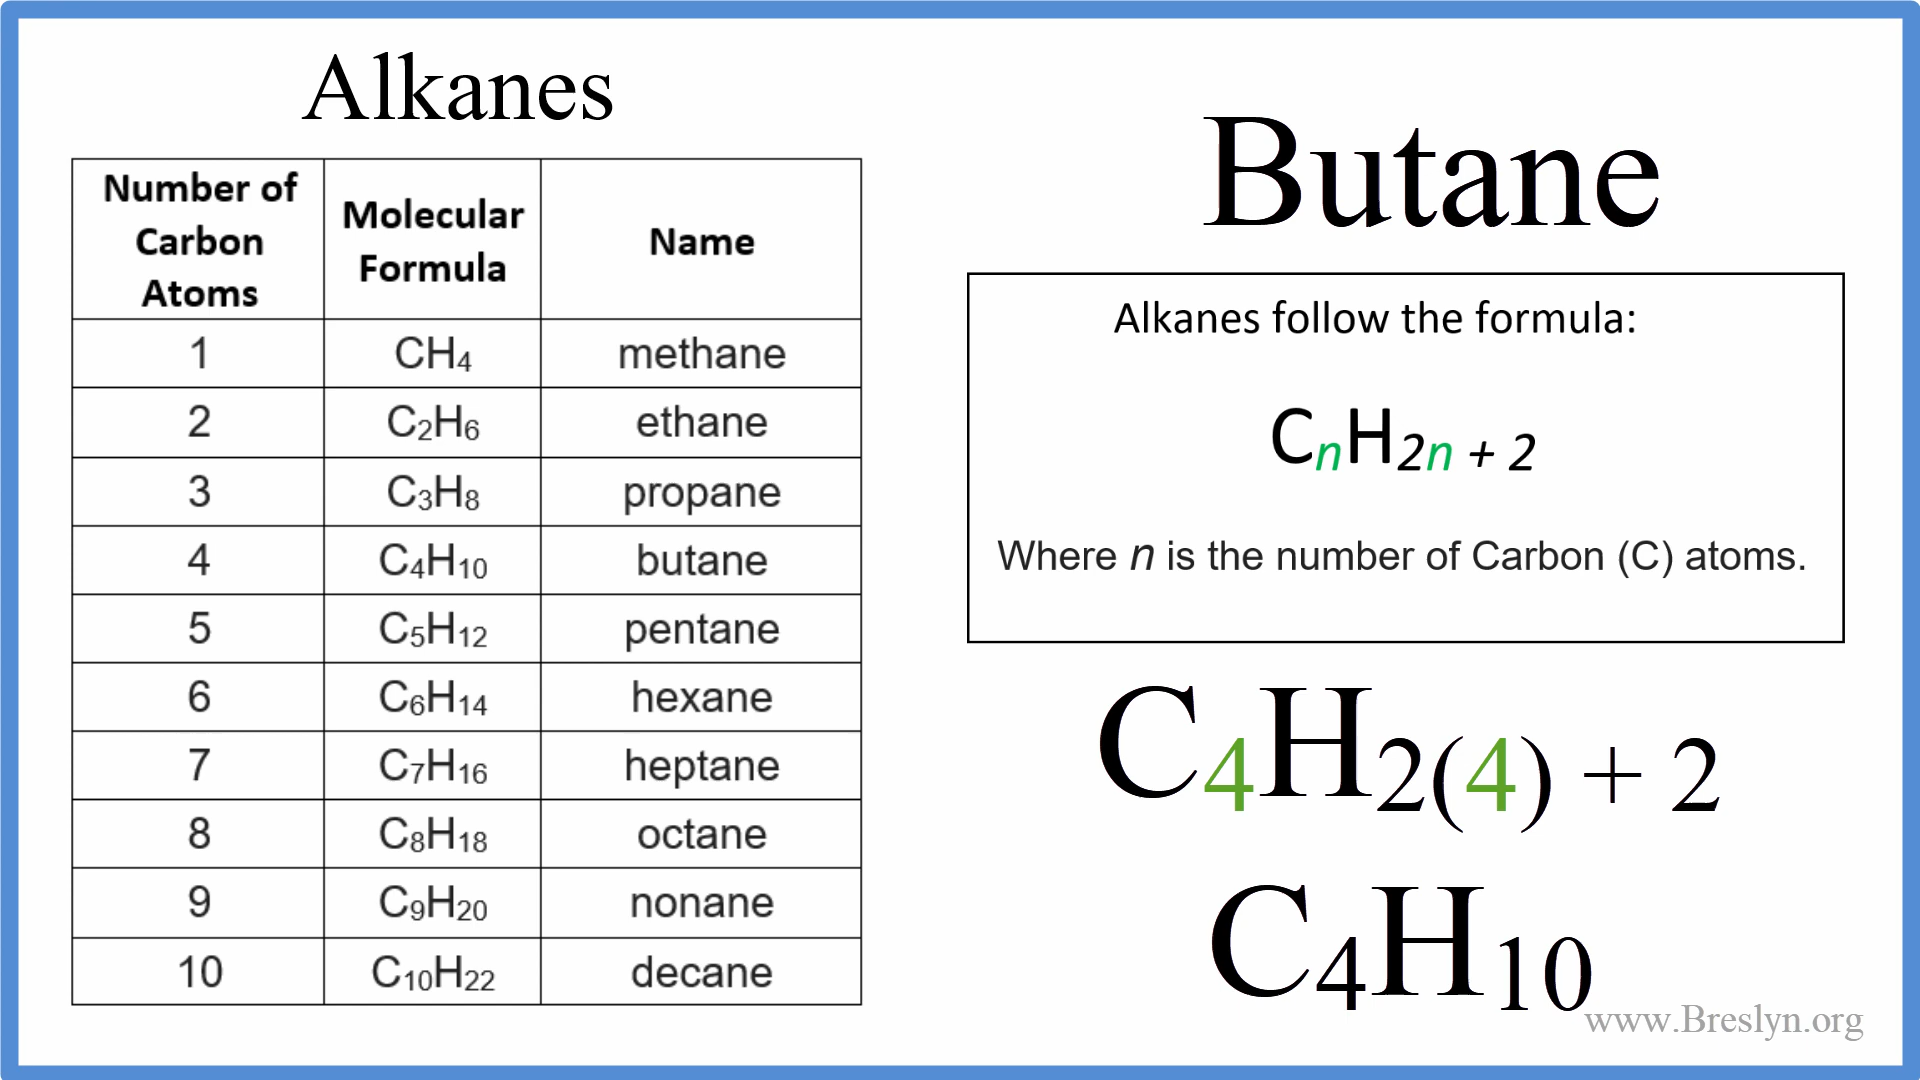 Alkanes
Number of Carbon Atoms Molecular Formula Name
1 CH₄ methane
2 C₂H₆ ethane
3 C₃H₈ propane
4 C₄H₁₀ butane
5 C₅H₁₂ pentane
6 C₆H₁₄ hexane
7 C₇H₁₆ heptane
8 C₈H₁₈ octane
9 C₉H₂₀ nonane
10 C₁₀H₂₂ decane
Butane
Alkanes follow the formula:
CₙH₂ₙ ₊ ₂
Where n is the number of Carbon (C) atoms.
C₄H₂₍₄₎ ₊ ₂
C₄H₁₀
www.Breslyn.org